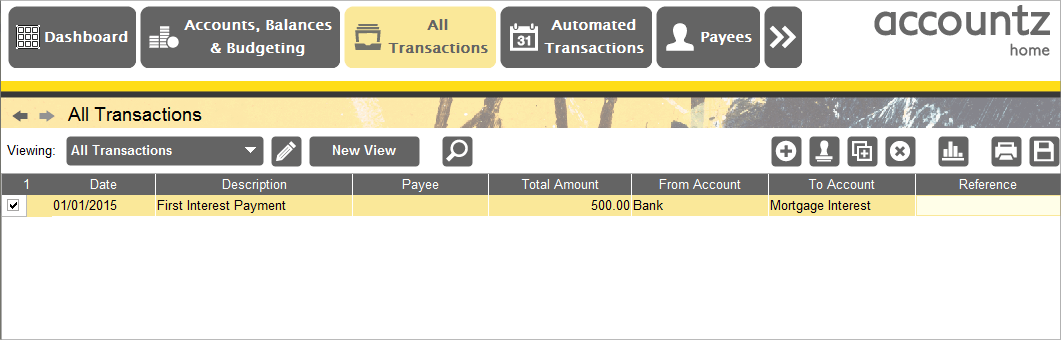 Dashboard
Accounts, Balances
& Budgeting
All
Transactions
31
Automated
Transactions
Payees
accountz
home
All Transactions
Viewing: All Transactions New View
1 Date Description Payee Total Amount From Account To Account Reference
01/01/2015 First Interest Payment 500.00 Bank Mortgage Interest